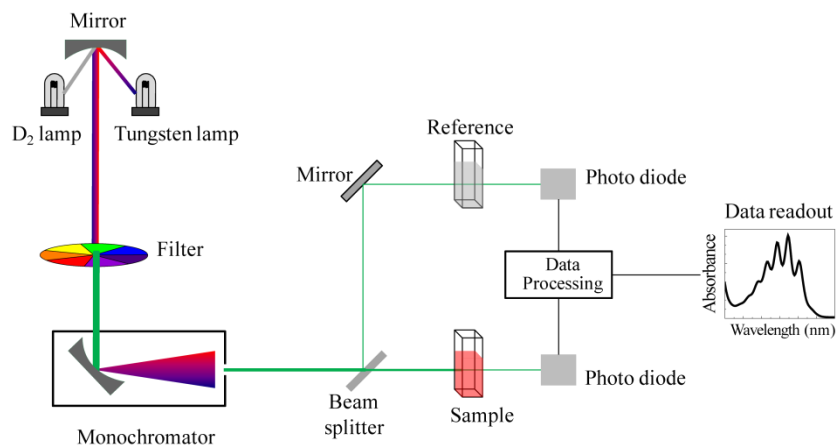 Mirror
D₂ lamp
Tungsten lamp
Filter
Monochromator
Mirror
Beam
splitter
Reference
Sample
Photo diode
Data
Processing
Photo diode
Data readout
Absorbance
Wavelength (nm)